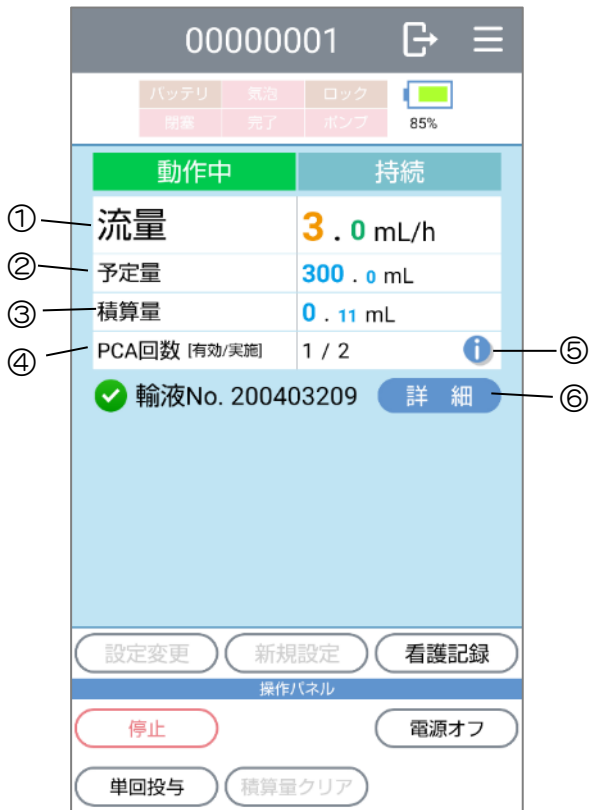 00000001
バッテリ 気泡 ロック
閉塞 完了 ポンプ 85%
動作中 持続
① 流量 3.0 mL/h
② 予定量 300.0 mL
③ 積算量 0.11 mL
④ PCA回数 [有効/実施] 1 / 2 i ⑤
輸液No. 200403209 詳 細 ⑥
設定変更 新規設定 看護記録
操作パネル
停止 電源オフ
単回投与 積算量クリア